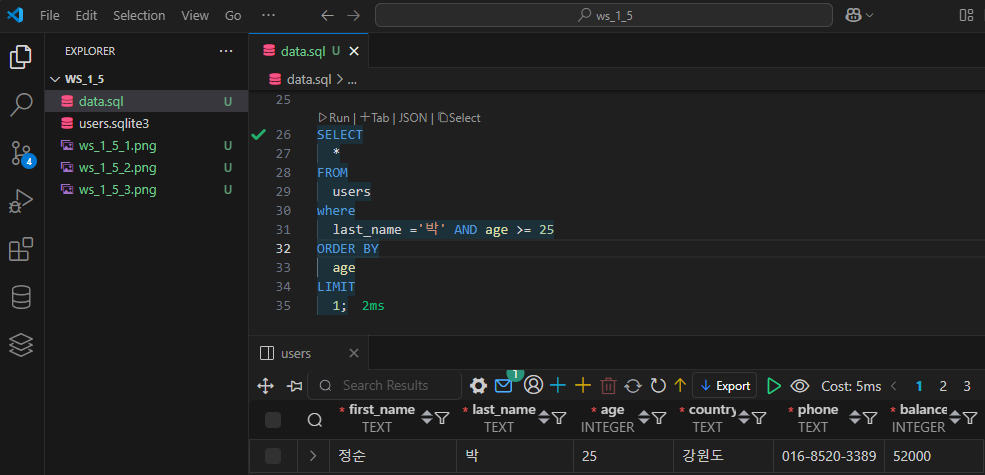 File Edit Selection View Go ··· ws_1_5
EXPLORER ···
WS_1_5
data.sql U
users.sqlite3
ws_1_5_1.png U
ws_1_5_2.png U
ws_1_5_3.png U
4
data.sql U
data.sql > ...
25
Run | +Tab | JSON | Select
26 SELECT
27 *
28 FROM
29 users
30 where
31 last_name ='박' AND age >= 25
32 ORDER BY
33 age
34 LIMIT
35 1; 2ms
users
Search Results 1 Export Cost: 5ms < 1 2 3
* first_name * last_name * age * country * phone * balance
TEXT TEXT INTEGER TEXT TEXT INTEGER
정순 박 25 강원도 016-8520-3389 52000